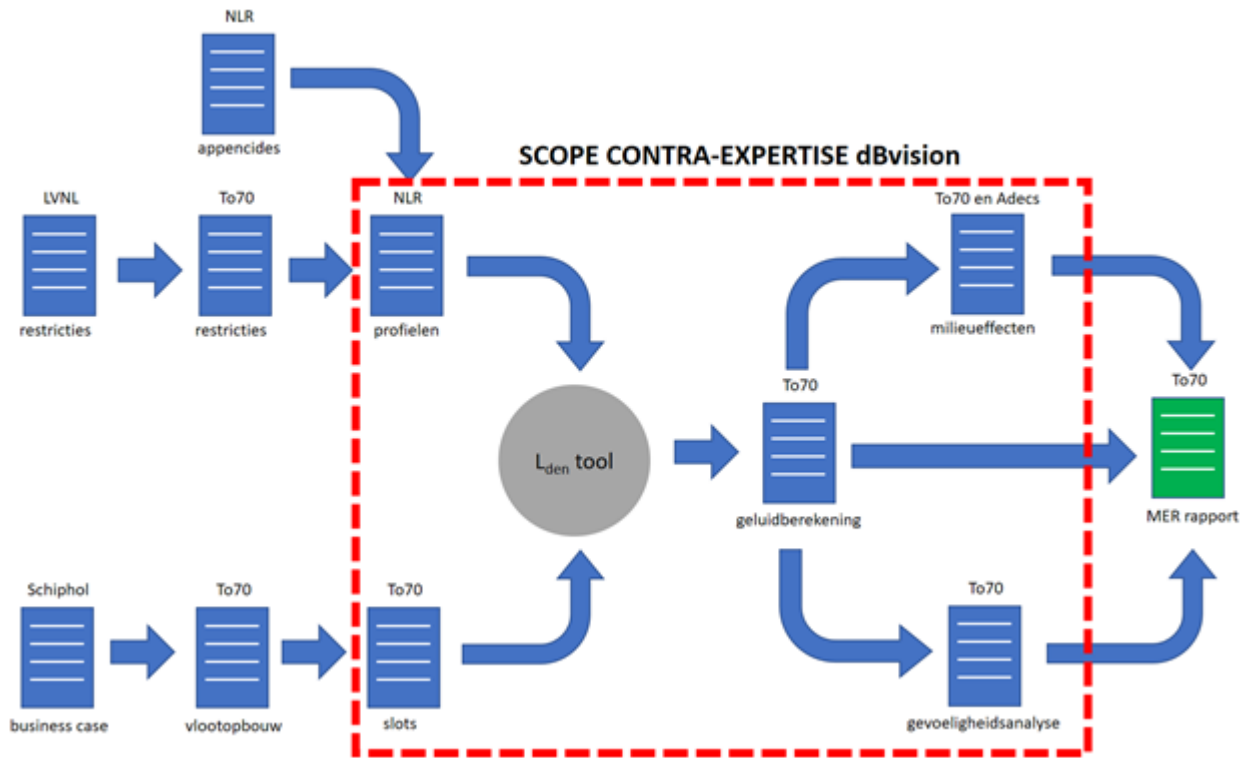 NLR
appencides
SCOPE CONTRA-EXPERTISE dBvision
LVNL
restricties
To70
restricties
NLR
profielen
To70 en Adecs
milieueffecten
Lden tool
To70
geluidberekening
To70
MER rapport
Schiphol
business case
To70
vlootopbouw
To70
slots
To70
gevoeligheidsanalyse